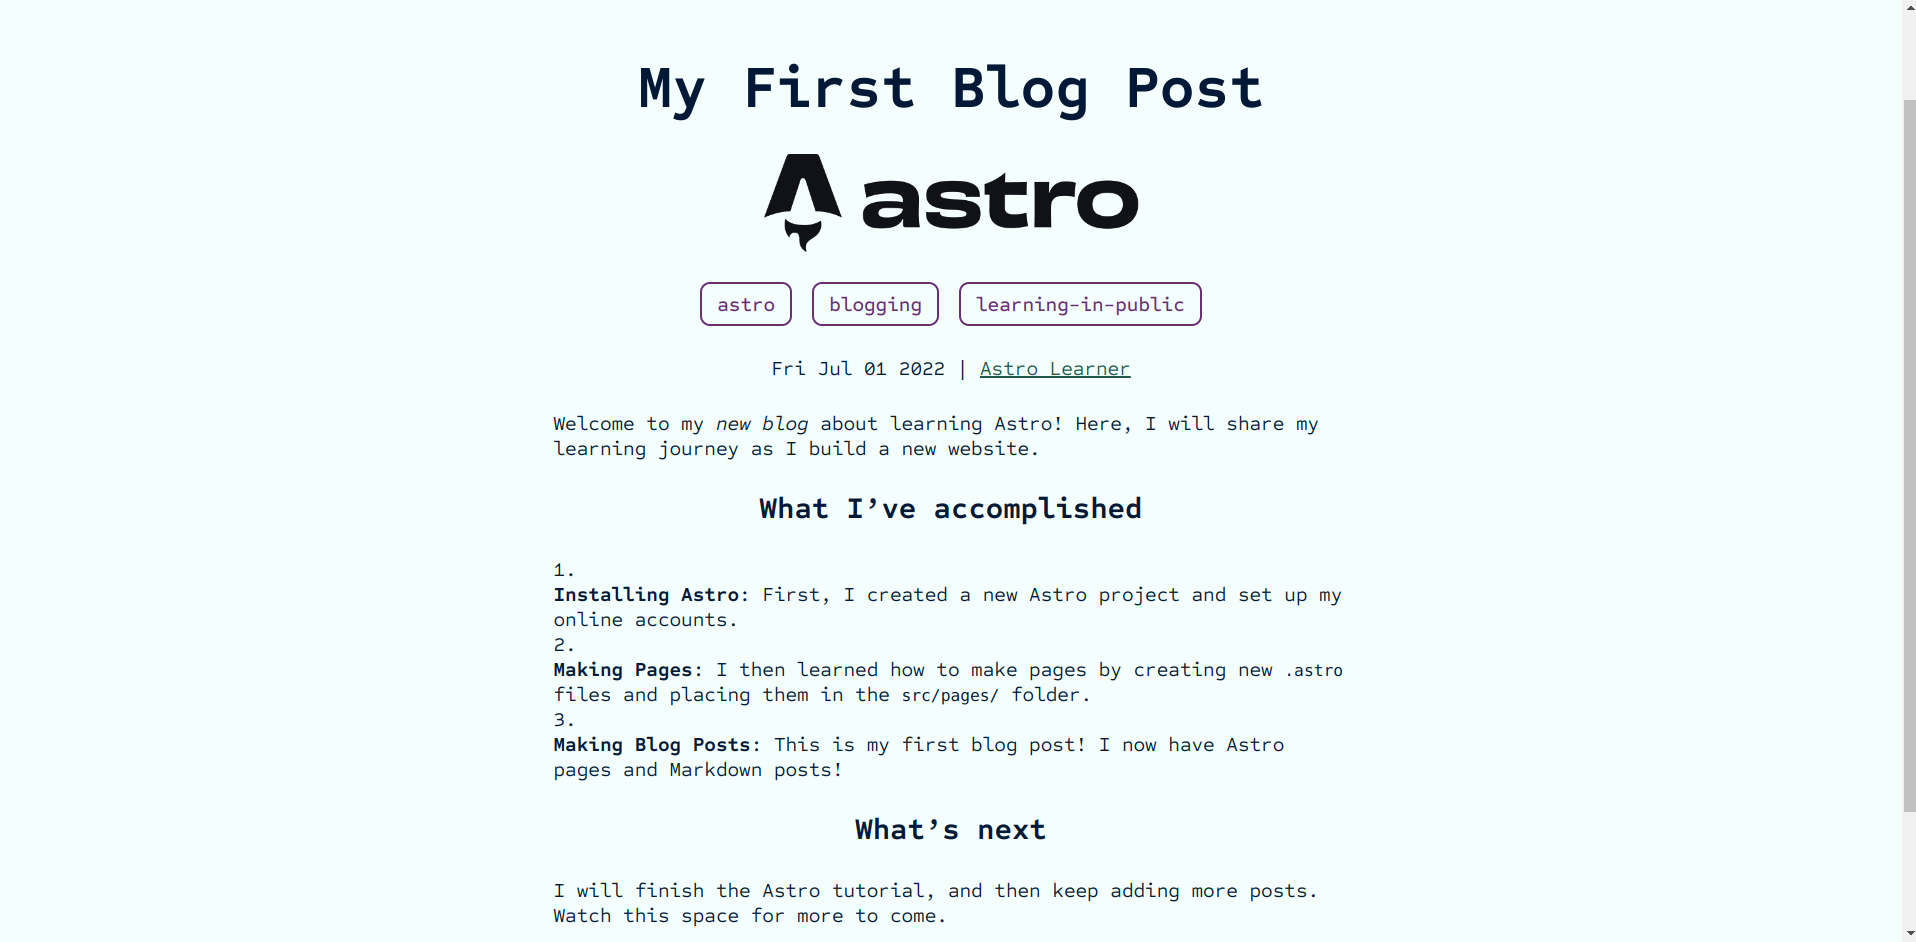 My First Blog Post
astro
astro
blogging
learning-in-public
Fri Jul 01 2022 | Astro Learner
Welcome to my new blog about learning Astro! Here, I will share my
learning journey as I build a new website.
What I’ve accomplished
1.
Installing Astro: First, I created a new Astro project and set up my
online accounts.
2.
Making Pages: I then learned how to make pages by creating new .astro
files and placing them in the src/pages/ folder.
3.
Making Blog Posts: This is my first blog post! I now have Astro
pages and Markdown posts!
What’s next
I will finish the Astro tutorial, and then keep adding more posts.
Watch this space for more to come.